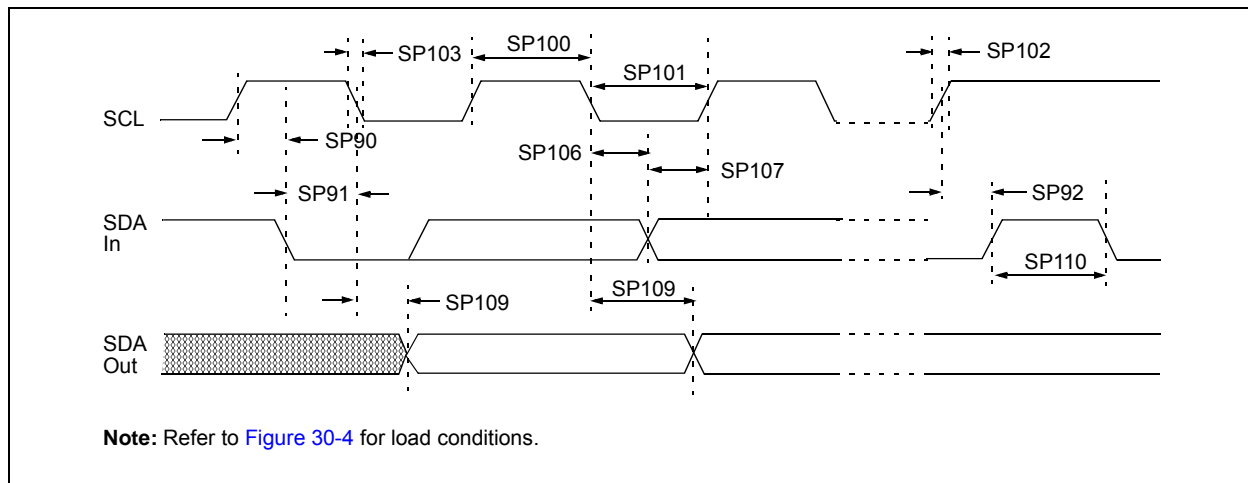 SP103
SP100
SP101
SP102
SCL
SP90
SP106
SP107
SP91
SP92
SDA
In
SP110
SP109
SP109
SDA
Out
Note: Refer to Figure 30-4 for load conditions.